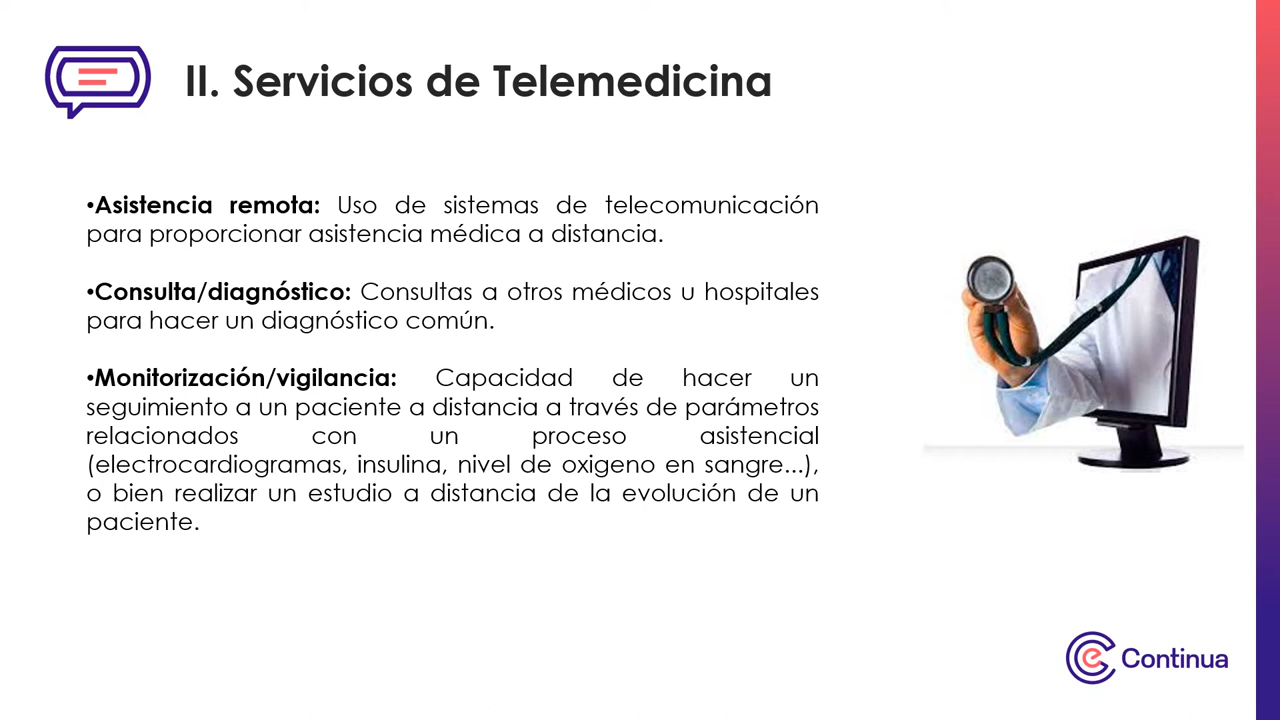 II. Servicios de Telemedicina
•Asistencia remota: Uso de sistemas de telecomunicación
para proporcionar asistencia médica a distancia.
•Consulta/diagnóstico: Consultas a otros médicos u hospitales
para hacer un diagnóstico común.
•Monitorización/vigilancia: Capacidad de hacer un
seguimiento a un paciente a distancia a través de parámetros
relacionados con un proceso asistencial
(electrocardiogramas, insulina, nivel de oxigeno en sangre...),
o bien realizar un estudio a distancia de la evolución de un
paciente.
e Continua